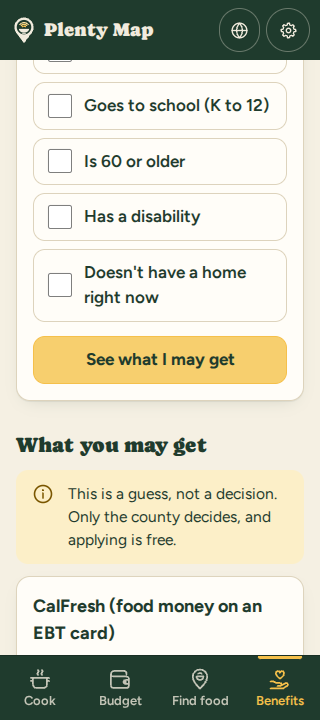 Plenty Map
Goes to school (K to 12)
Is 60 or older
Has a disability
Doesn't have a home
right now
See what I may get
What you may get
This is a guess, not a decision.
Only the county decides, and
applying is free.
CalFresh (food money on an
EBT card)
Cook
Budget
Find food
Benefits